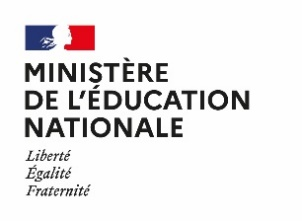 MINISTÈRE
DE L'ÉDUCATION
NATIONALE
Liberté
Égalité
Fraternité